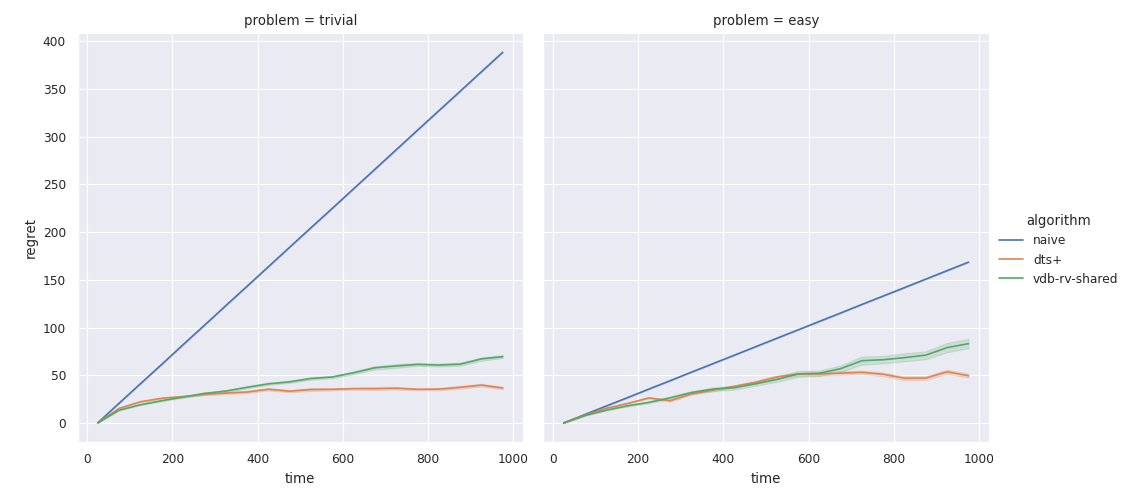 problem = trivial
problem = easy
400
350
300
250
200
150
100
50
0
regret
0 200 400 600 800 1000
0 200 400 600 800 1000
time
time
algorithm
naive
dts+
vdb-rv-shared